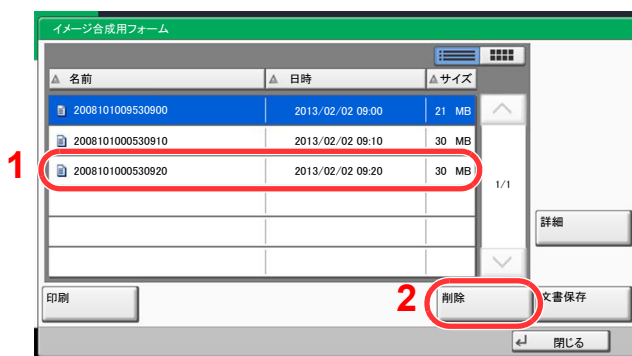 イメージ合成用フォーム
名前 日時 サイズ
2008101009530900 2013/02/02 09:00 21 MB
2008101000530910 2013/02/02 09:10 30 MB
1 2008101000530920 2013/02/02 09:20 30 MB
1/1
詳細
印刷 2 削除 文書保存
閉じる